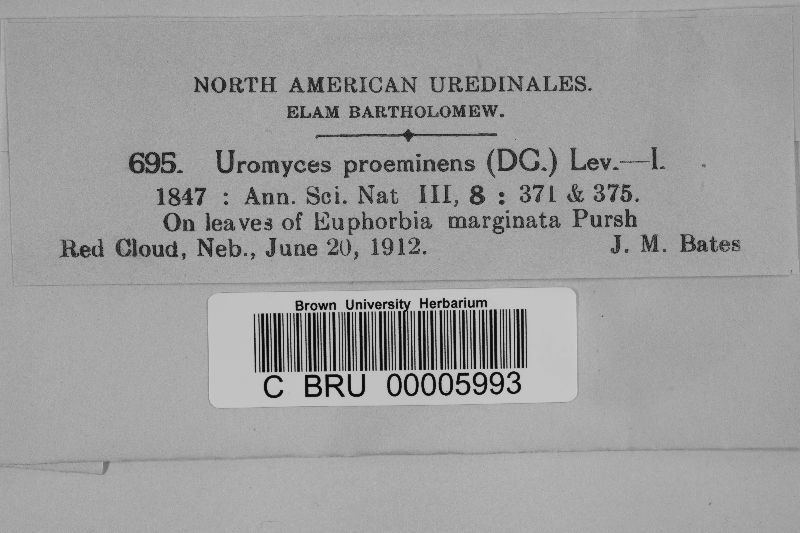 NORTH AMERICAN UREDINALES.
ELAM BARTHOLOMEW.
695. Uromyces proeminens (DC.) Lev.—I.
1847 : Ann. Sci. Nat III, 8 : 371 & 375.
On leaves of Euphorbia marginata Pursh
Red Cloud, Neb., June 20, 1912. J. M. Bates
Brown University Herbarium
C BRU 00005993